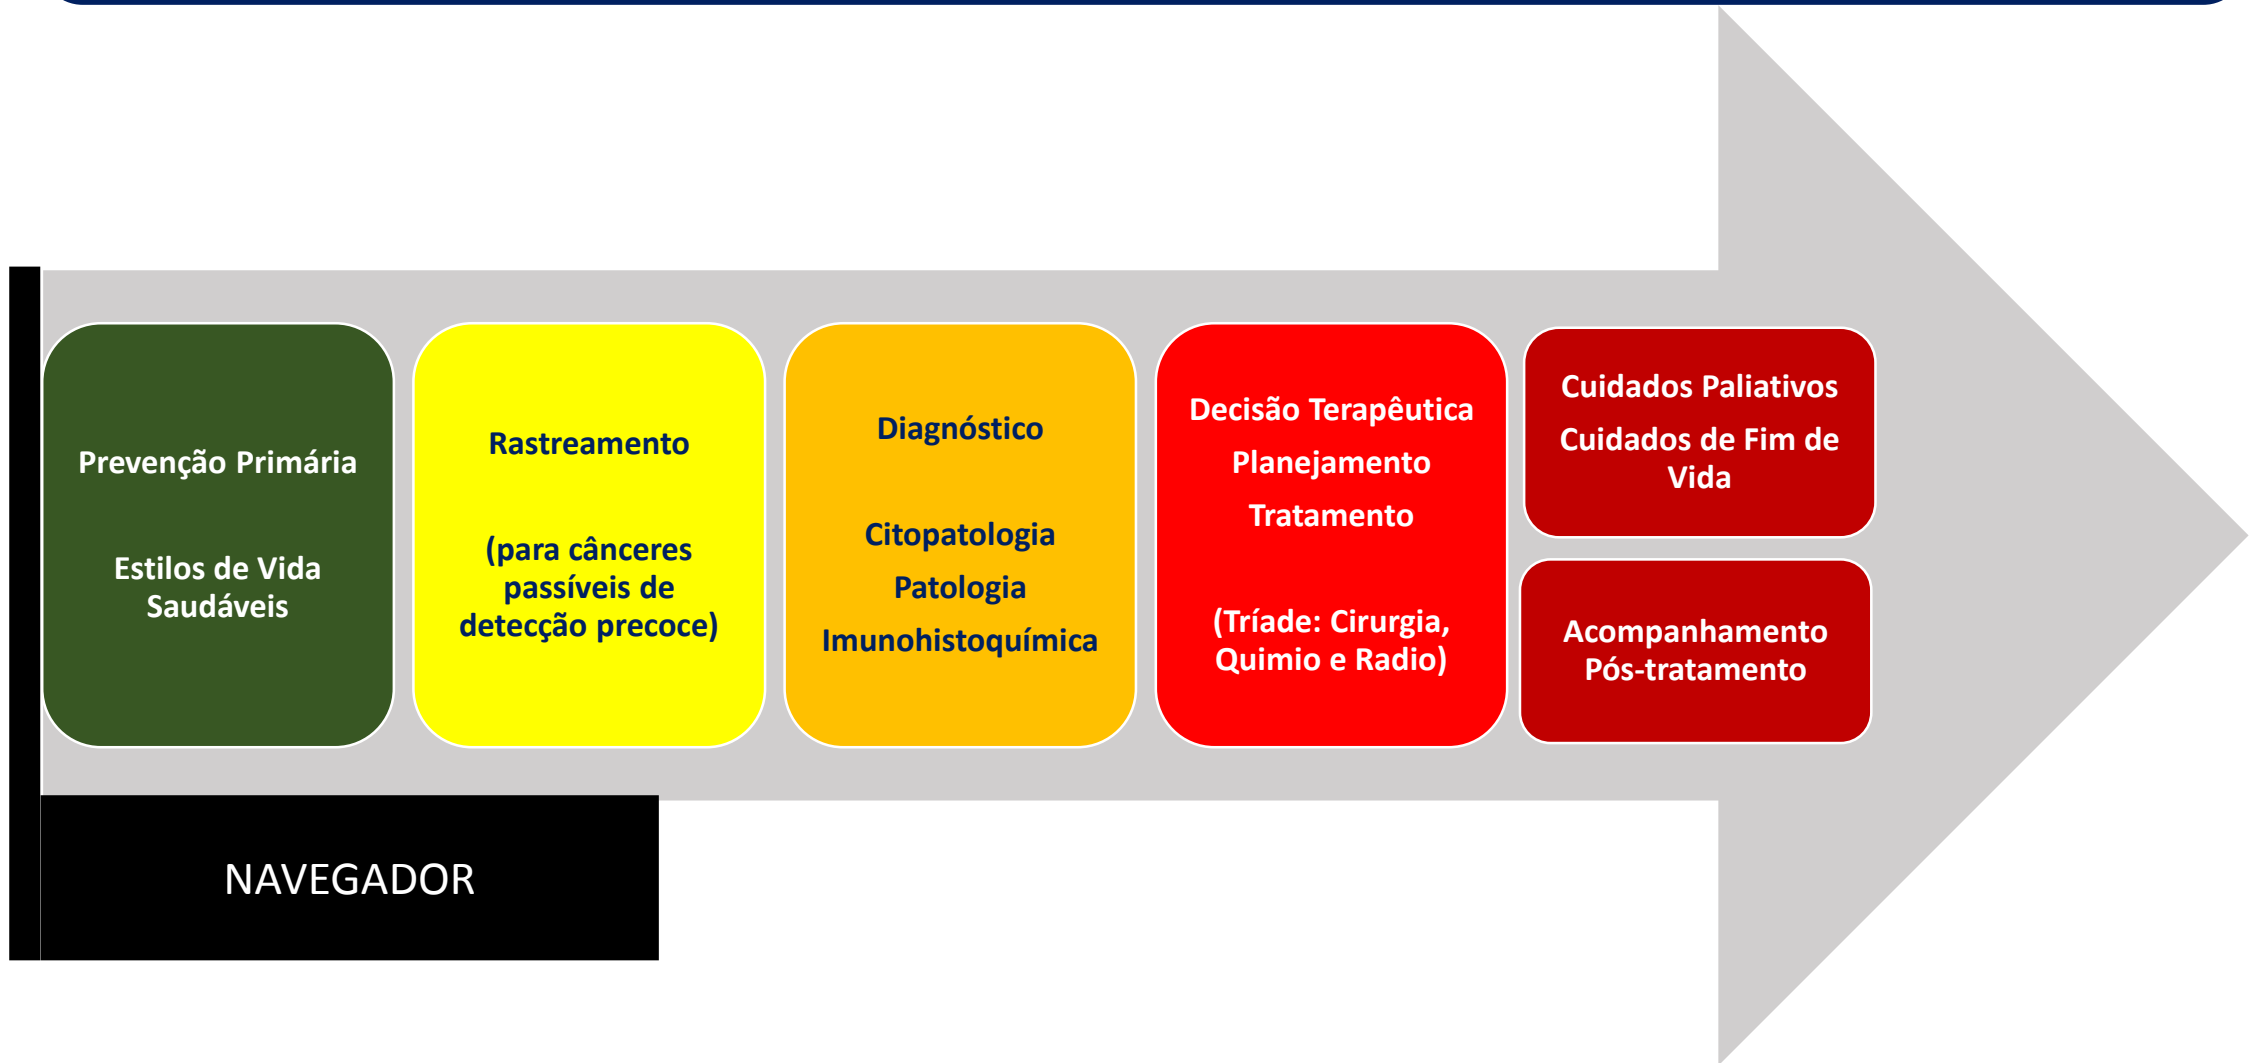 Prevenção Primária
Estilos de Vida
Saudáveis
Rastreamento
(para cânceres
passíveis de
detecção precoce)
Diagnóstico
Citopatologia
Patologia
Imunohistoquímica
Decisão Terapêutica
Planejamento
Tratamento
(Tríade: Cirurgia,
Quimio e Radio)
Cuidados Paliativos
Cuidados de Fim de
Vida
Acompanhamento
Pós-tratamento
NAVEGADOR